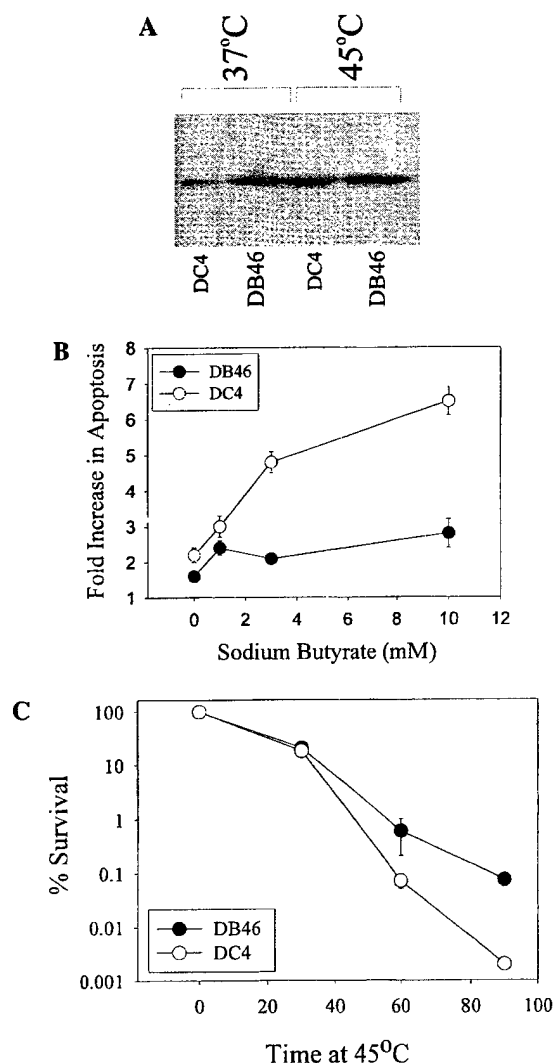 A
37°C 45°C
DC4 DB46 DC4 DB46
B
8
7
6
5
4
3
2
1
Fold Increase in Apoptosis
DB46
DC4
0 2 4 6 8 10 12
Sodium Butyrate (mM)
C
100
10
1
0.1
0.01
0.001
% Survival
DB46
DC4
0 20 40 60 80 100
Time at 45°C